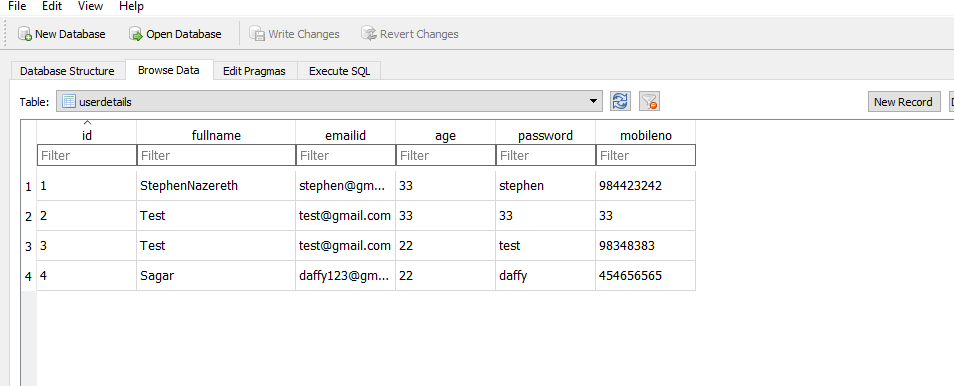 File Edit View Help
New Database Open Database Write Changes Revert Changes
Database Structure Browse Data Edit Pragmas Execute SQL
Table: userdetails New Record
id fullname emailid age password mobileno
Filter Filter Filter Filter Filter Filter
1 1 StephenNazereth stephen@gm... 33 stephen 984423242
2 2 Test test@gmail.com 33 33 33
3 3 Test test@gmail.com 22 test 98348383
4 4 Sagar daffy123@gm... 22 daffy 454656565